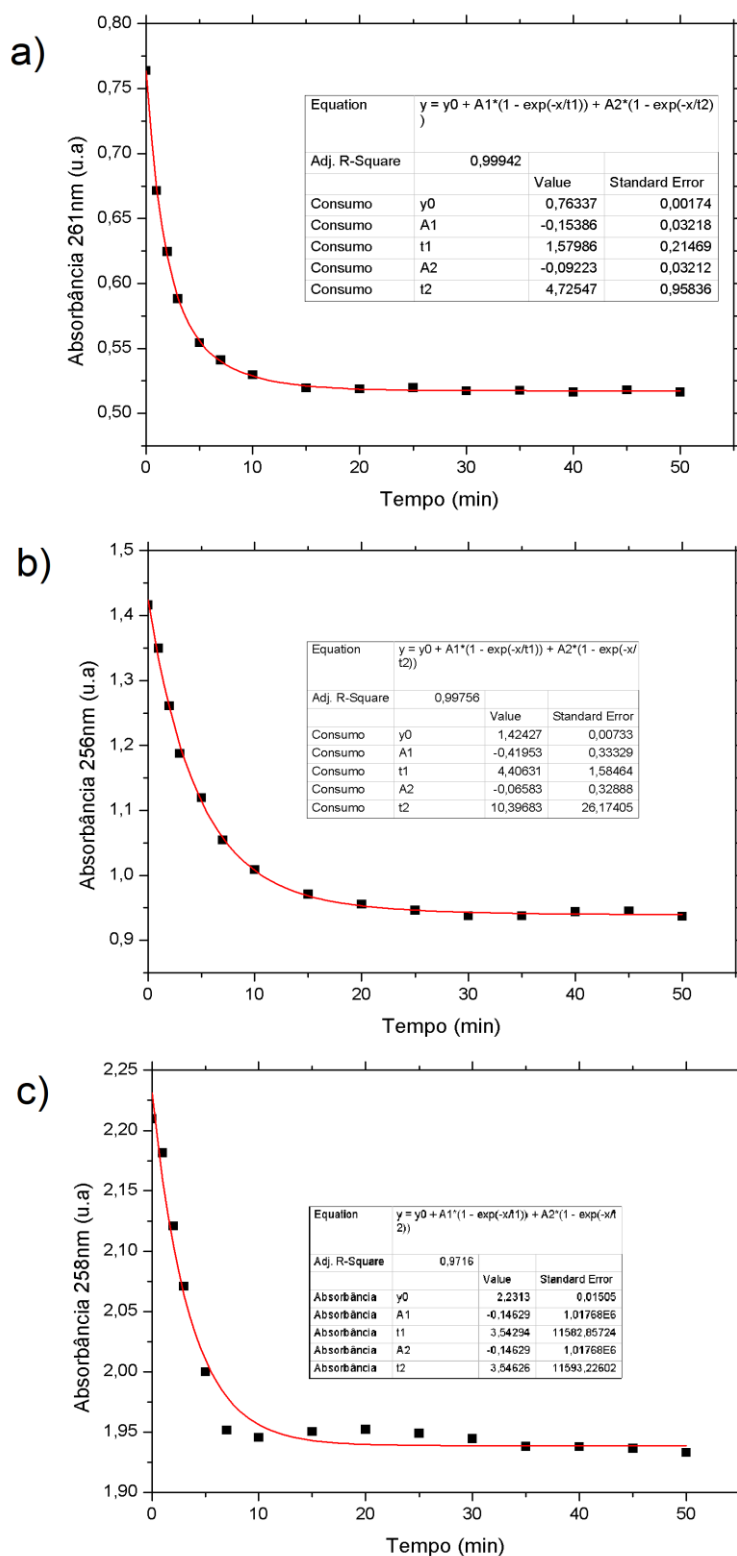 a)
0,80
0,75
0,70
0,65
0,60
0,55
0,50
Absorbância 261nm (u.a)
Equation y = y0 + A1*(1 - exp(-x/t1)) + A2*(1 - exp(-x/t2)
)
Adj. R-Square 0,99942
Value Standard Error
Consumo y0 0,76337 0,00174
Consumo A1 -0,15386 0,03218
Consumo t1 1,57986 0,21469
Consumo A2 -0,09223 0,03212
Consumo t2 4,72547 0,95836
0 10 20 30 40 50
Tempo (min)
b)
1,5
1,4
1,3
1,2
1,1
1,0
0,9
Absorbância 256nm (u.a)
Equation y = y0 + A1*(1 - exp(-x/t1)) + A2*(1 - exp(-x/
t2))
Adj. R-Square 0,99756
Value Standard Error
Consumo y0 1,42427 0,00733
Consumo A1 -0,41953 0,33329
Consumo t1 4,40631 1,58464
Consumo A2 -0,06583 0,32888
Consumo t2 10,39683 26,17405
0 10 20 30 40 50
Tempo (min)
c)
2,25
2,20
2,15
2,10
2,05
2,00
1,95
1,90
Absorbância 258nm (u.a)
Equation y = y0 + A1*(1 - exp(-x/t1)) + A2*(1 - exp(-x/t
2))
Adj. R-Square 0,9716
Value Standard Error
Absorbância y0 2,2313 0,01505
Absorbância A1 -0,14629 1,01768E6
Absorbância t1 3,54294 11582,85724
Absorbância A2 -0,14629 1,01768E6
Absorbância t2 3,54626 11593,22602
0 10 20 30 40 50
Tempo (min)